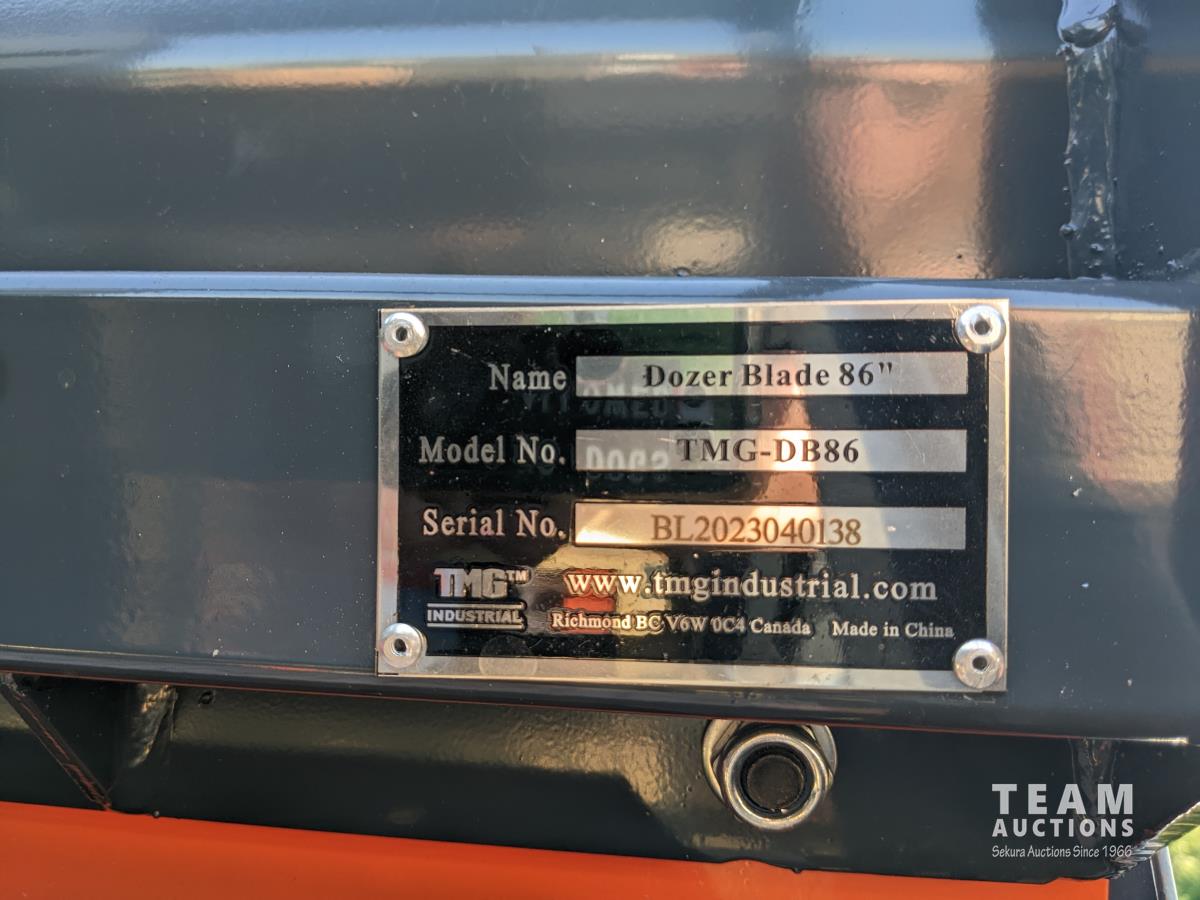 Name Dozer Blade 86"
Model No. TMG-DB86
Serial No. BL2023040138
TMG™ www.tmgindustrial.com
INDUSTRIAL Richmond BC V6W 0C4 Canada Made in China
TEAM
AUCTIONS
Sekura Auctions Since 1966